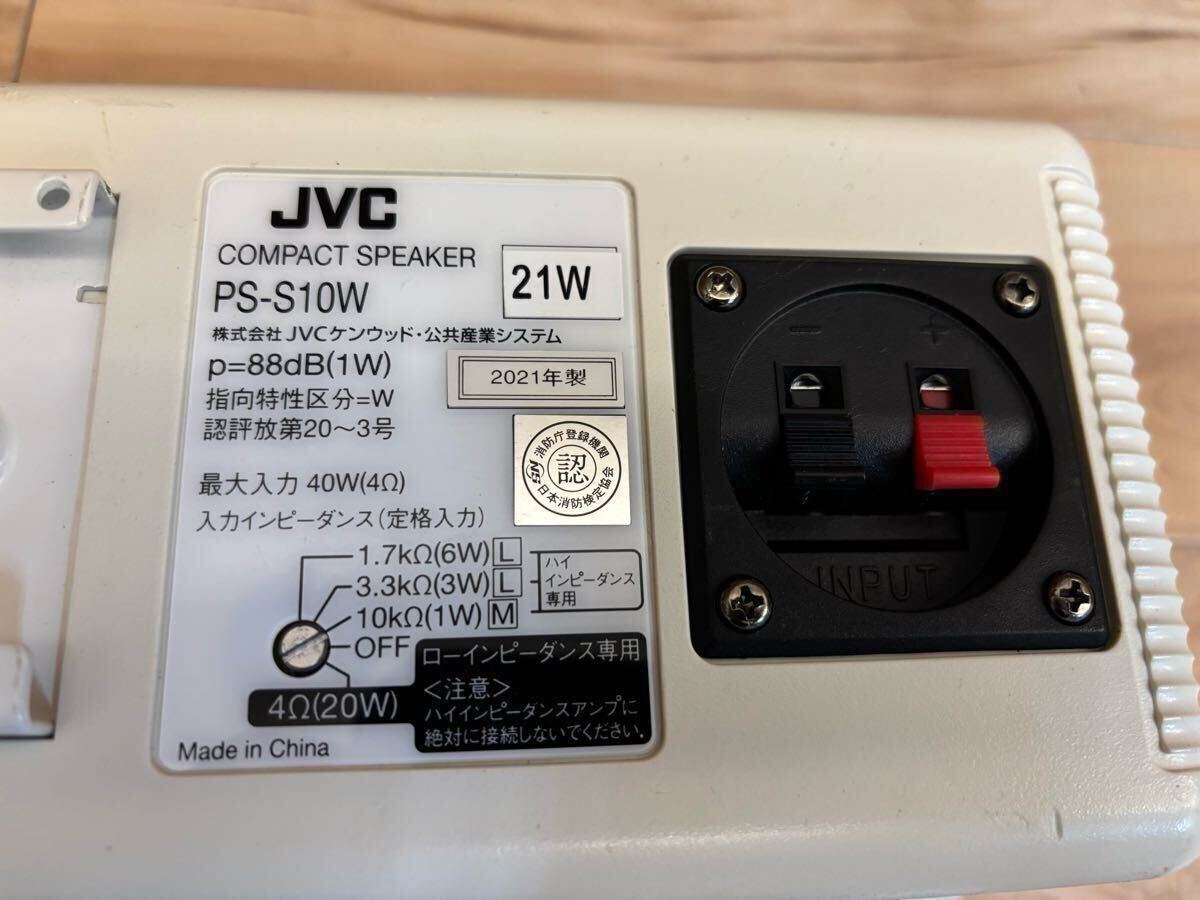 JVC
COMPACT SPEAKER
PS-S10W
21W
株式会社JVCケンウッド・公共産業システム
p=88dB(1W)
2021年製
指向特性区分=W
認評放第20～3号
消防庁登録機関
認
NS
日本消防検定協会
最大入力 40W(4Ω)
入力インピーダンス(定格入力)
1.7kΩ(6W) L
3.3kΩ(3W) L
10kΩ(1W) M
ハイ
インピーダンス
専用
OFF
4Ω(20W)
ローインピーダンス専用
<注意>
ハイインピーダンスアンプに
絶対に接続しないでください.
Made in China
− +
INPUT